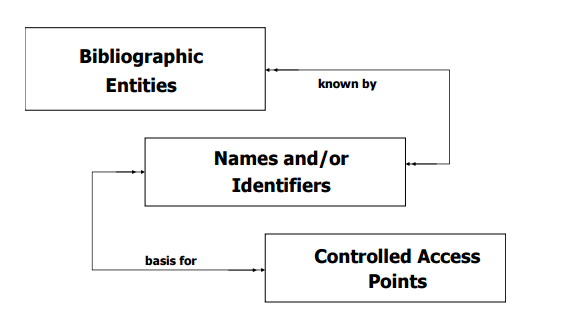 Bibliographic
Entities
known by
Names and/or
Identifiers
basis for
Controlled Access
Points